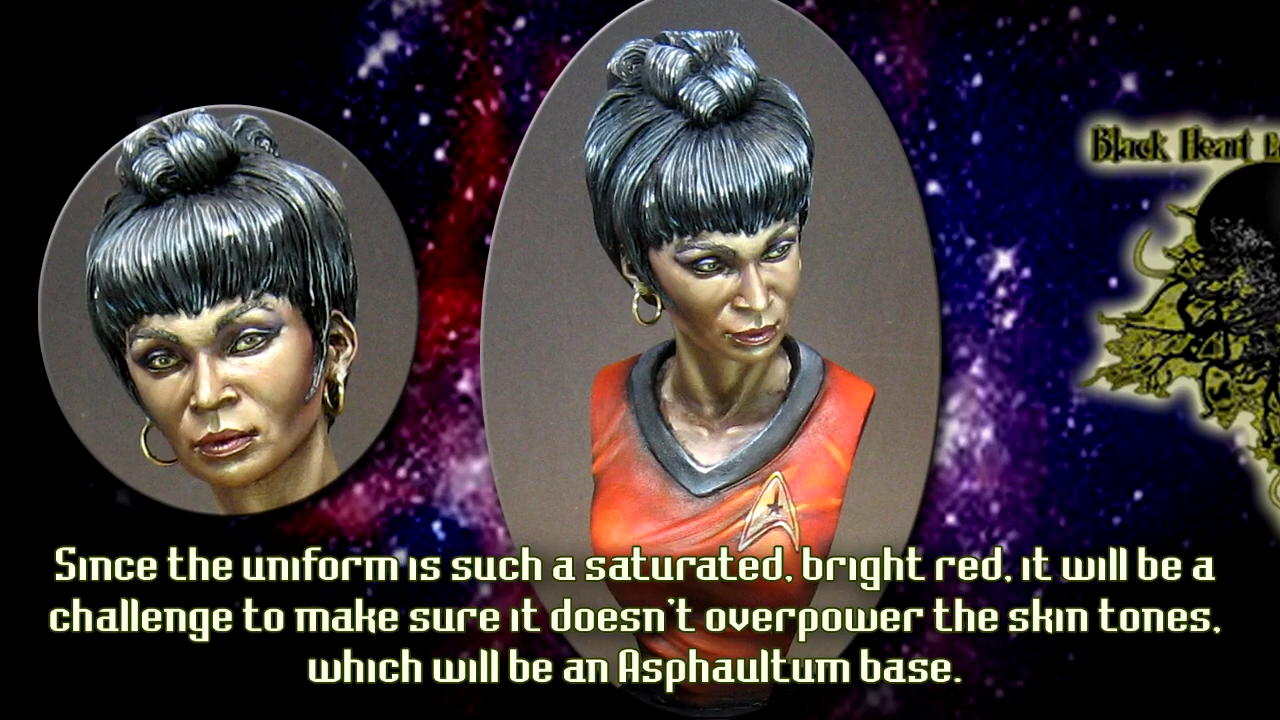 Black Heart
Since the uniform is such a saturated, bright red, it will be a
challenge to make sure it doesn't overpower the skin tones,
which will be an Asphaultum base.